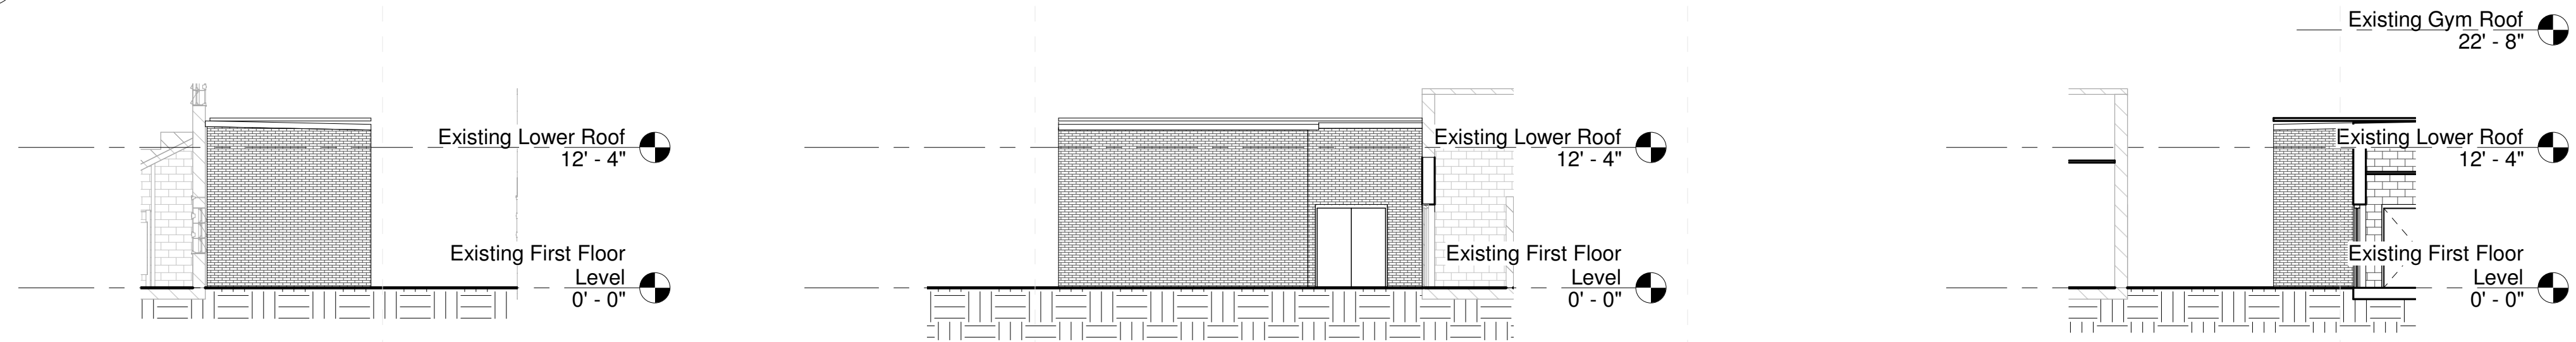 Existing Lower Roof
12' - 4"
Existing First Floor
Level
0' - 0"
Existing Lower Roof
12' - 4"
Existing First Floor
Level
0' - 0"
Existing Gym Roof
22' - 8"
Existing Lower Roof
12' - 4"
Existing First Floor
Level
0' - 0"